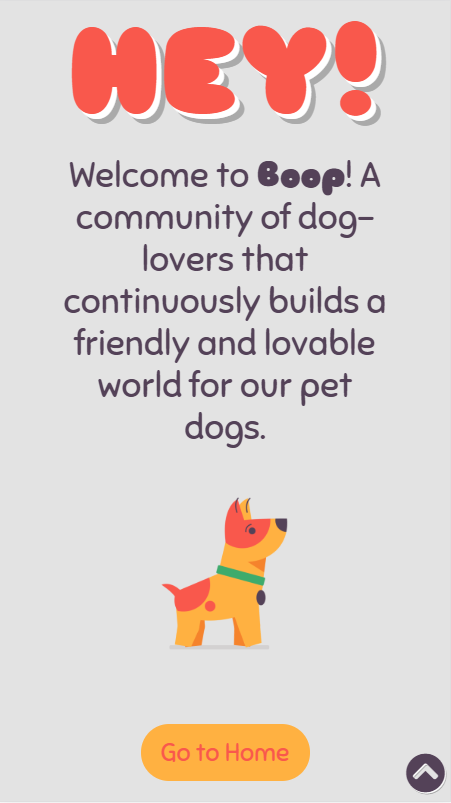 HEY!
Welcome to Boop! A
community of dog-
lovers that
continuously builds a
friendly and lovable
world for our pet
dogs.
Go to Home